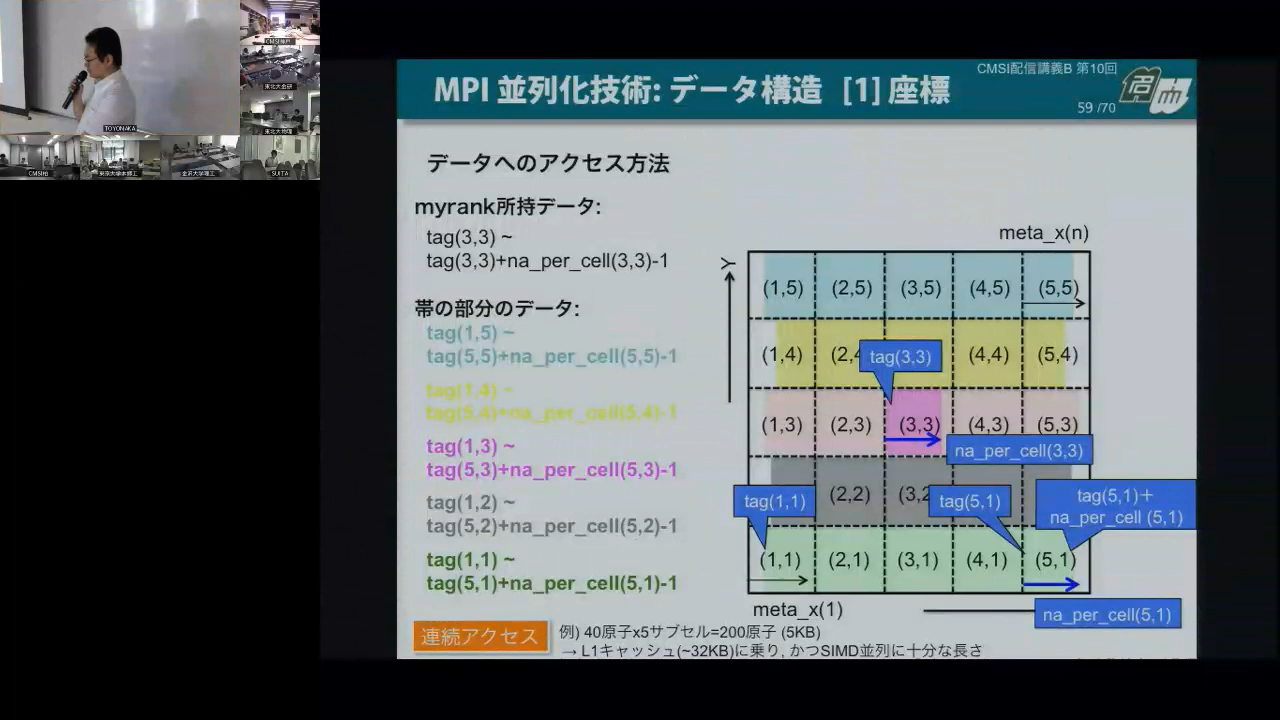 TOYONAKA
CMSI神戸
東北大金研
東北大物理
CMSI柏
東京大学本郷工
金沢大学理工
SUITA
CMSI配信講義B 第10回
MPI 並列化技術: データ構造 [1] 座標
59 /70
データへのアクセス方法
myrank所持データ:
tag(3,3) ~
tag(3,3)+na_per_cell(3,3)-1
帯の部分のデータ:
tag(1,5) ~
tag(5,5)+na_per_cell(5,5)-1
tag(1,4) ~
tag(5,4)+na_per_cell(5,4)-1
tag(1,3) ~
tag(5,3)+na_per_cell(5,3)-1
tag(1,2) ~
tag(5,2)+na_per_cell(5,2)-1
tag(1,1) ~
tag(5,1)+na_per_cell(5,1)-1
meta_x(n)
Y
(1,5) (2,5) (3,5) (4,5) (5,5)
(1,4) (2,4 (4,4) (5,4)
tag(3,3)
(1,3) (2,3) (3,3) (4,3) (5,3)
na_per_cell(3,3)
(2,2) (3,2
tag(1,1)
tag(5,1)
tag(5,1)+
na_per_cell (5,1)
(1,1) (2,1) (3,1) (4,1) (5,1)
meta_x(1)
na_per_cell(5,1)
連続アクセス
例) 40原子x5サブセル=200原子 (5KB)
→ L1キャッシュ(~32KB)に乗り, かつSIMD並列に十分な長さ